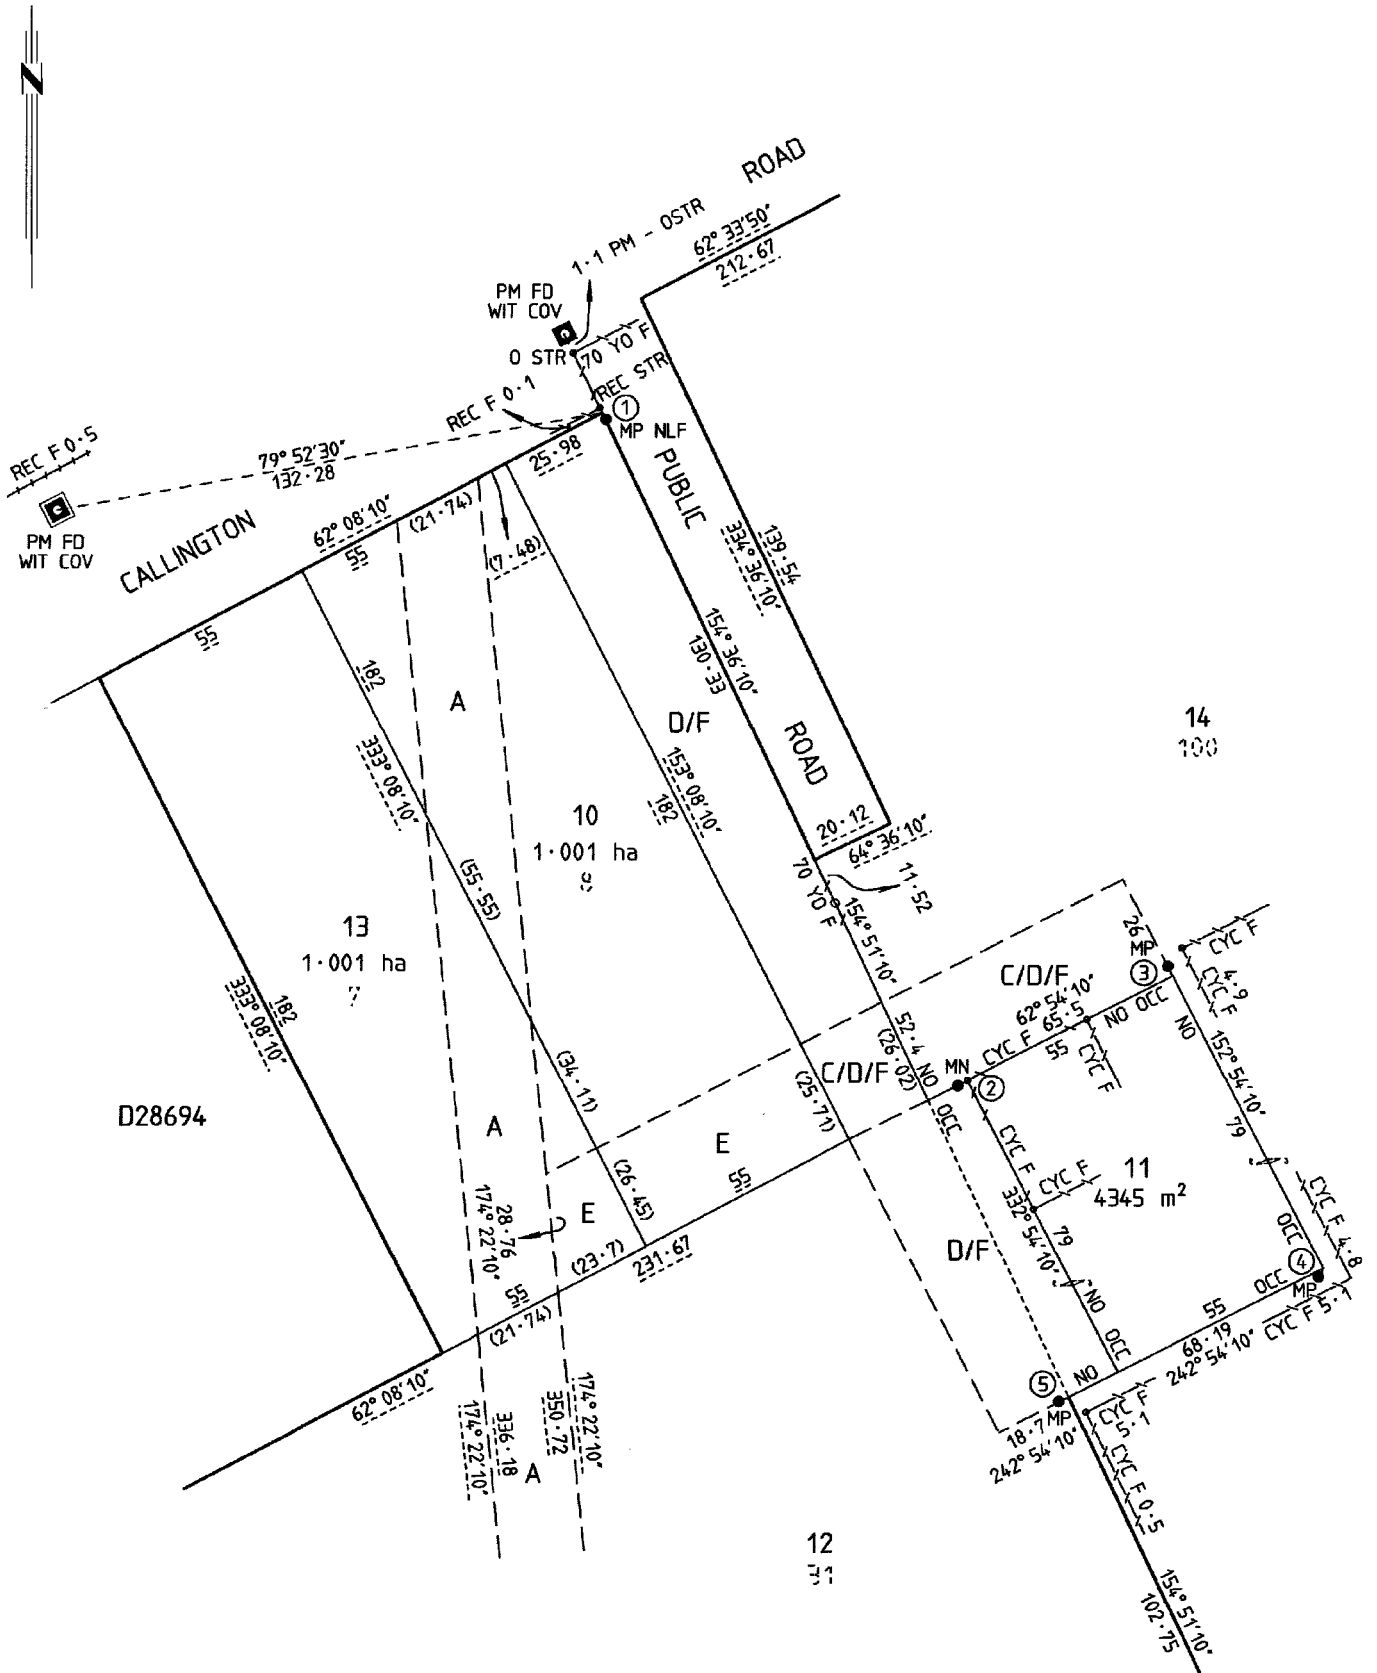 N
ROAD
1·1 PM - OSTR
62° 33'50"
212·67
PM FD
WIT COV
O STR
70 YO F
REC STR
REC F 0·1
1
MP NLF
REC F 0·5
79° 52'30"
132·28
25·98
PM FD
WIT COV
CALLINGTON
62° 08'10"
55
(21·74)
(7·48)
55
PUBLIC
139·54
334° 36'10"
154° 36'10"
130·33
182
333° 08'10"
A
D/F
ROAD
14
100
153° 08'10"
182
10
1·001 ha
20·12
64° 36'10"
70 YO F
11·52
(55·55)
13
1·001 ha
7
154° 51'10"
26
MP
3
CYC F
4·9
CYC F
C/D/F
62° 54'10"
65·5
CYC F
55
NO OCC
CYC F
182
333° 08'10"
52·4 NO
(26·02)
OCC
MN
2
NO
152° 54'10"
79
OCC
(34·11)
C/D/F
(25·71)
D28694
A
E
55
CYC F
CYC F
11
4345 m²
332° 54'10"
79
NO
OCC
CYC F 4·8
28·76
174° 22'10"
E
(26·45)
(23·7)
231·67
D/F
OCC
4
MP
55
68·19
242° 54'10"
CYC F 5·1
55
(21·74)
62° 08'10"
5
MP
NO
CYC F
5·1
18·7
242° 54'10"
CYC F 0·5
336·18
174° 22'10"
174° 22'10"
350·72
A
12
31
154° 51'10"
102·75